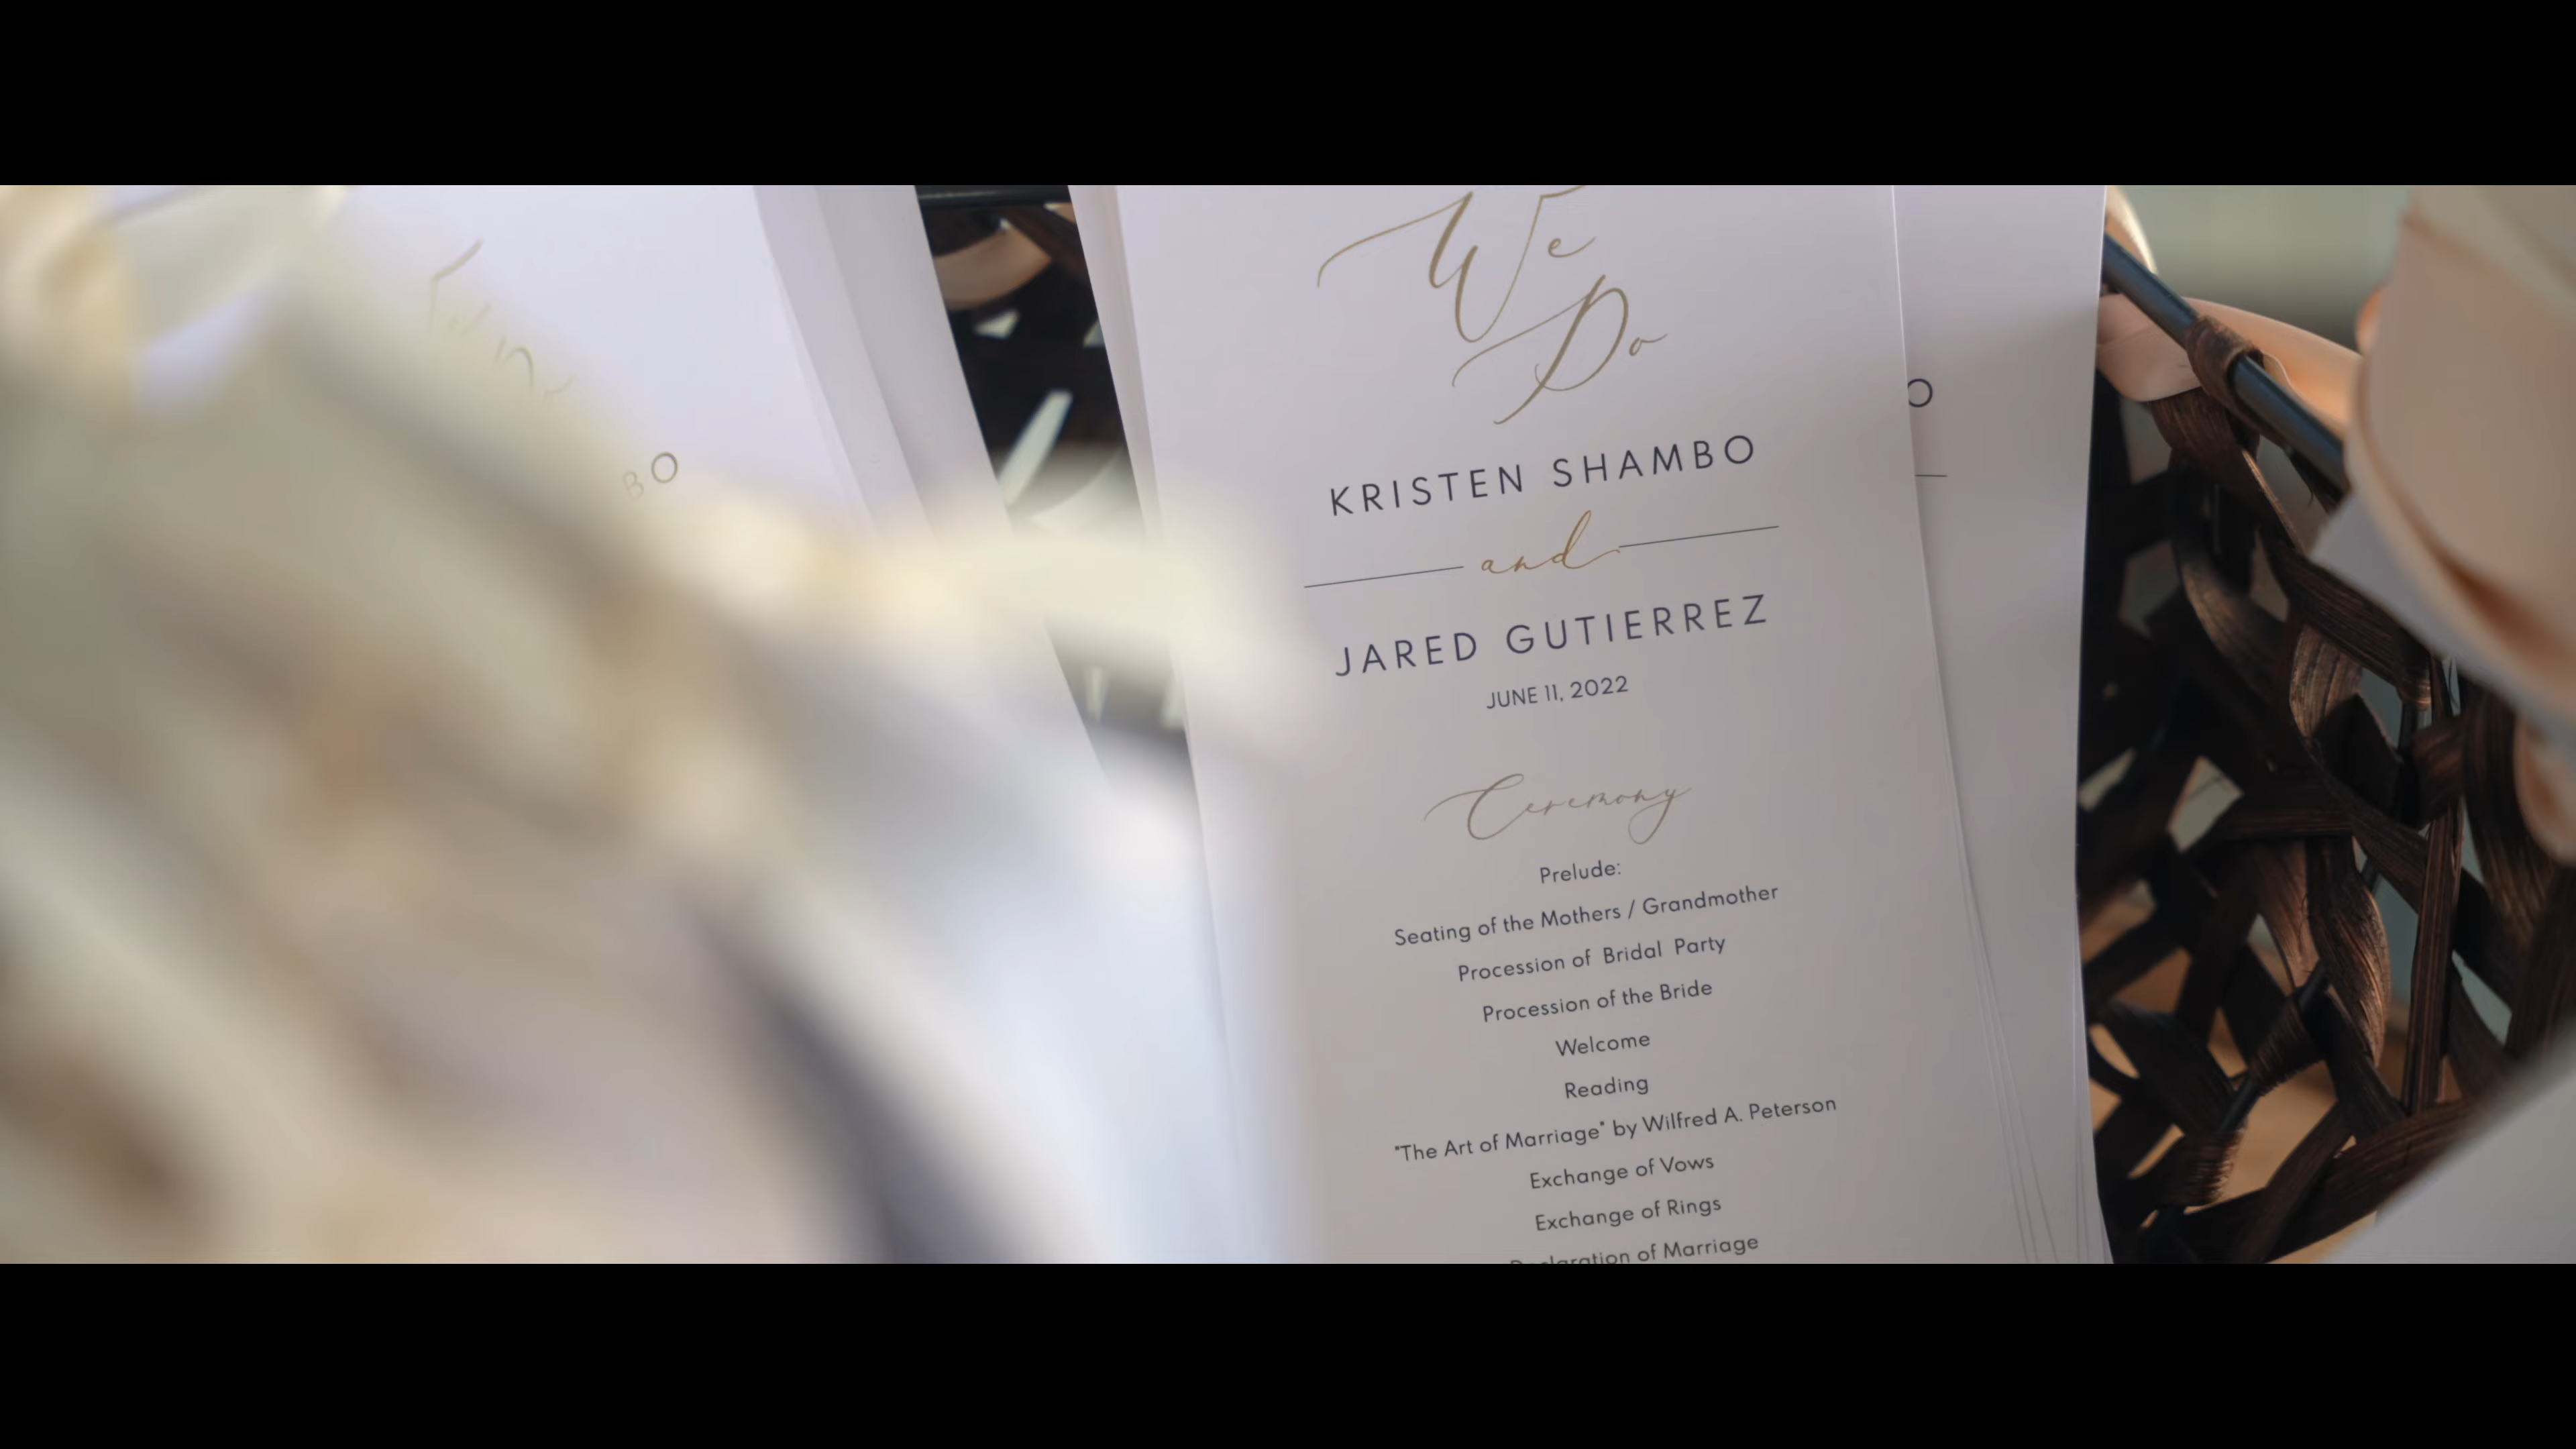 We
Do
KRISTEN SHAMBO
and
JARED GUTIERREZ
JUNE 11, 2022
Ceremony
Prelude:
Seating of the Mothers / Grandmother
Procession of Bridal Party
Procession of the Bride
Welcome
Reading
"The Art of Marriage" by Wilfred A. Peterson
Exchange of Vows
Exchange of Rings
Declaration of Marriage